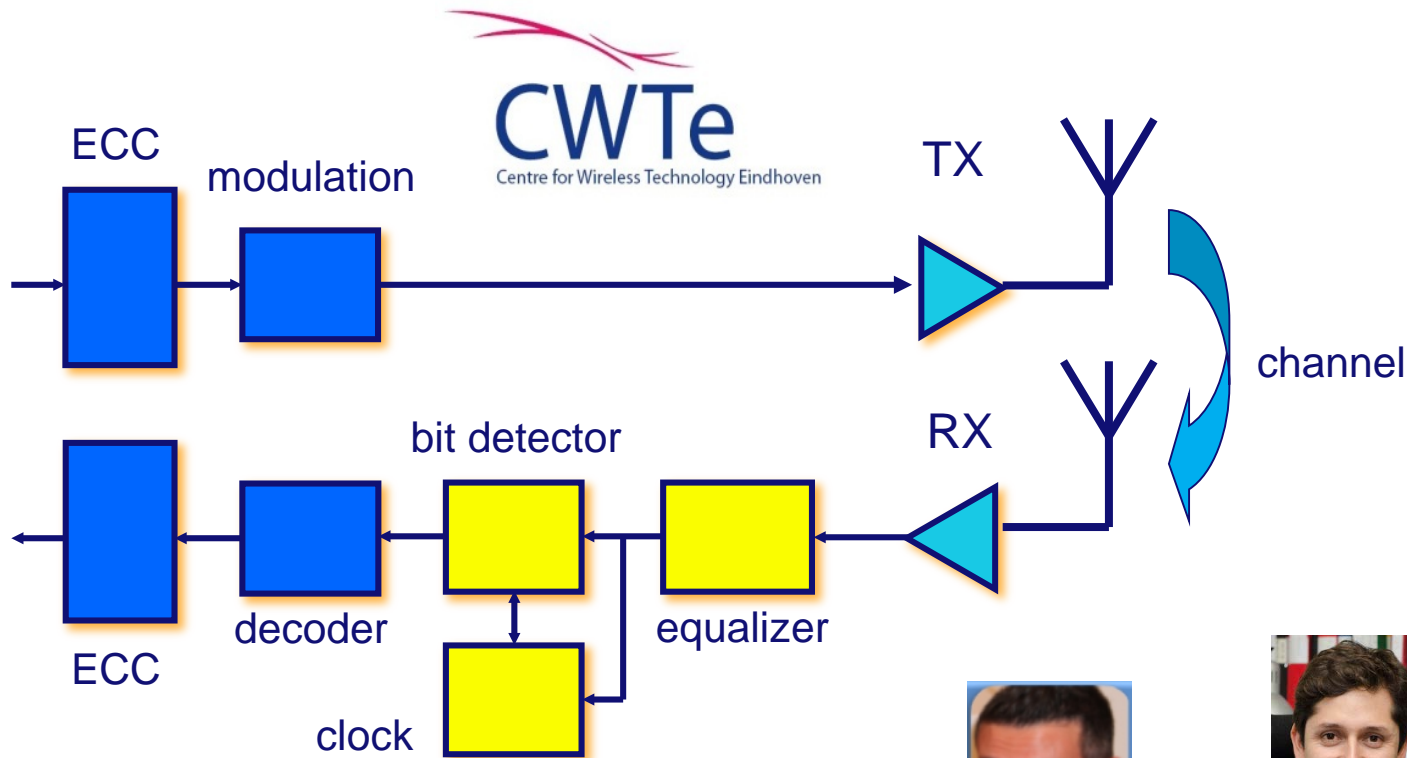 CWTe
Centre for Wireless Technology Eindhoven
ECC
modulation
TX
channel
bit detector
RX
decoder
equalizer
ECC
clock